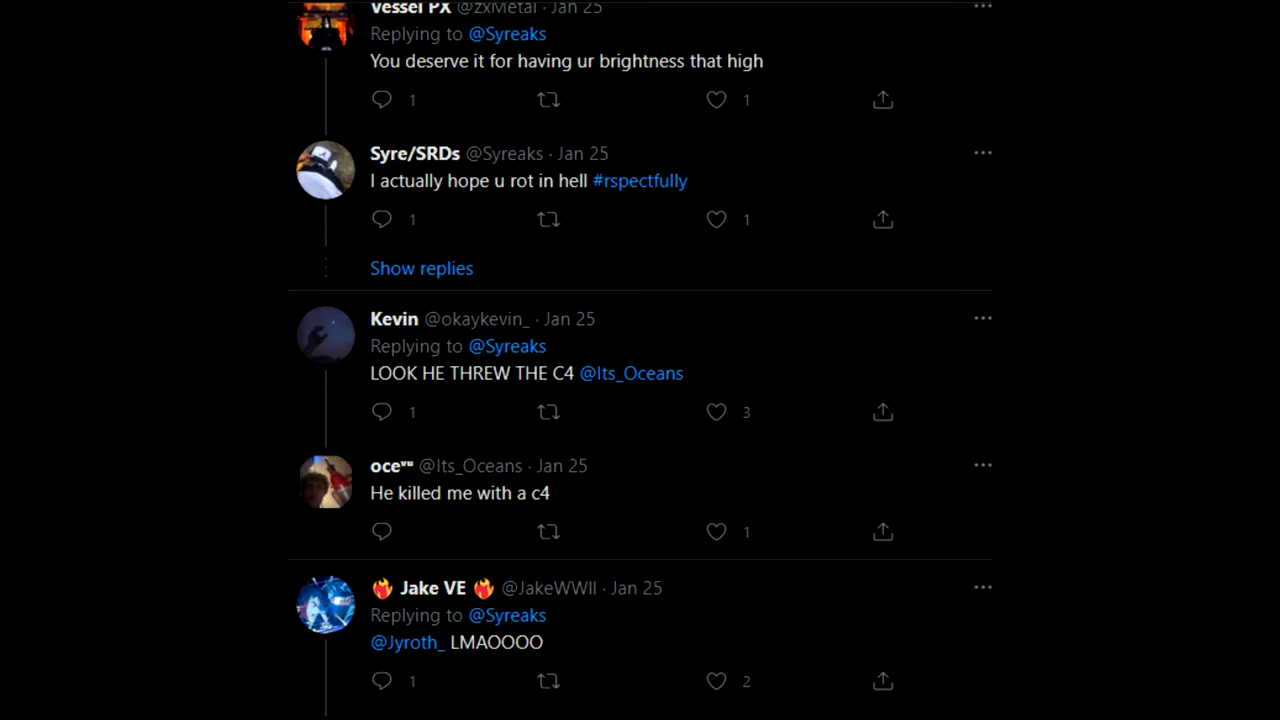 Vessel PX @zxMetal · Jan 25
Replying to @Syreaks
You deserve it for having ur brightness that high
1 1
Syre/SRDs @Syreaks · Jan 25
I actually hope u rot in hell #rspectfully
1 1
Show replies
Kevin @okaykevin_ · Jan 25
Replying to @Syreaks
LOOK HE THREW THE C4 @Its_Oceans
1 3
oceᵛᵘ @Its_Oceans · Jan 25
He killed me with a c4
1
❤️‍🔥 Jake VE ❤️‍🔥 @JakeWWII · Jan 25
Replying to @Syreaks
@Jyroth_ LMAOOOO
1 2